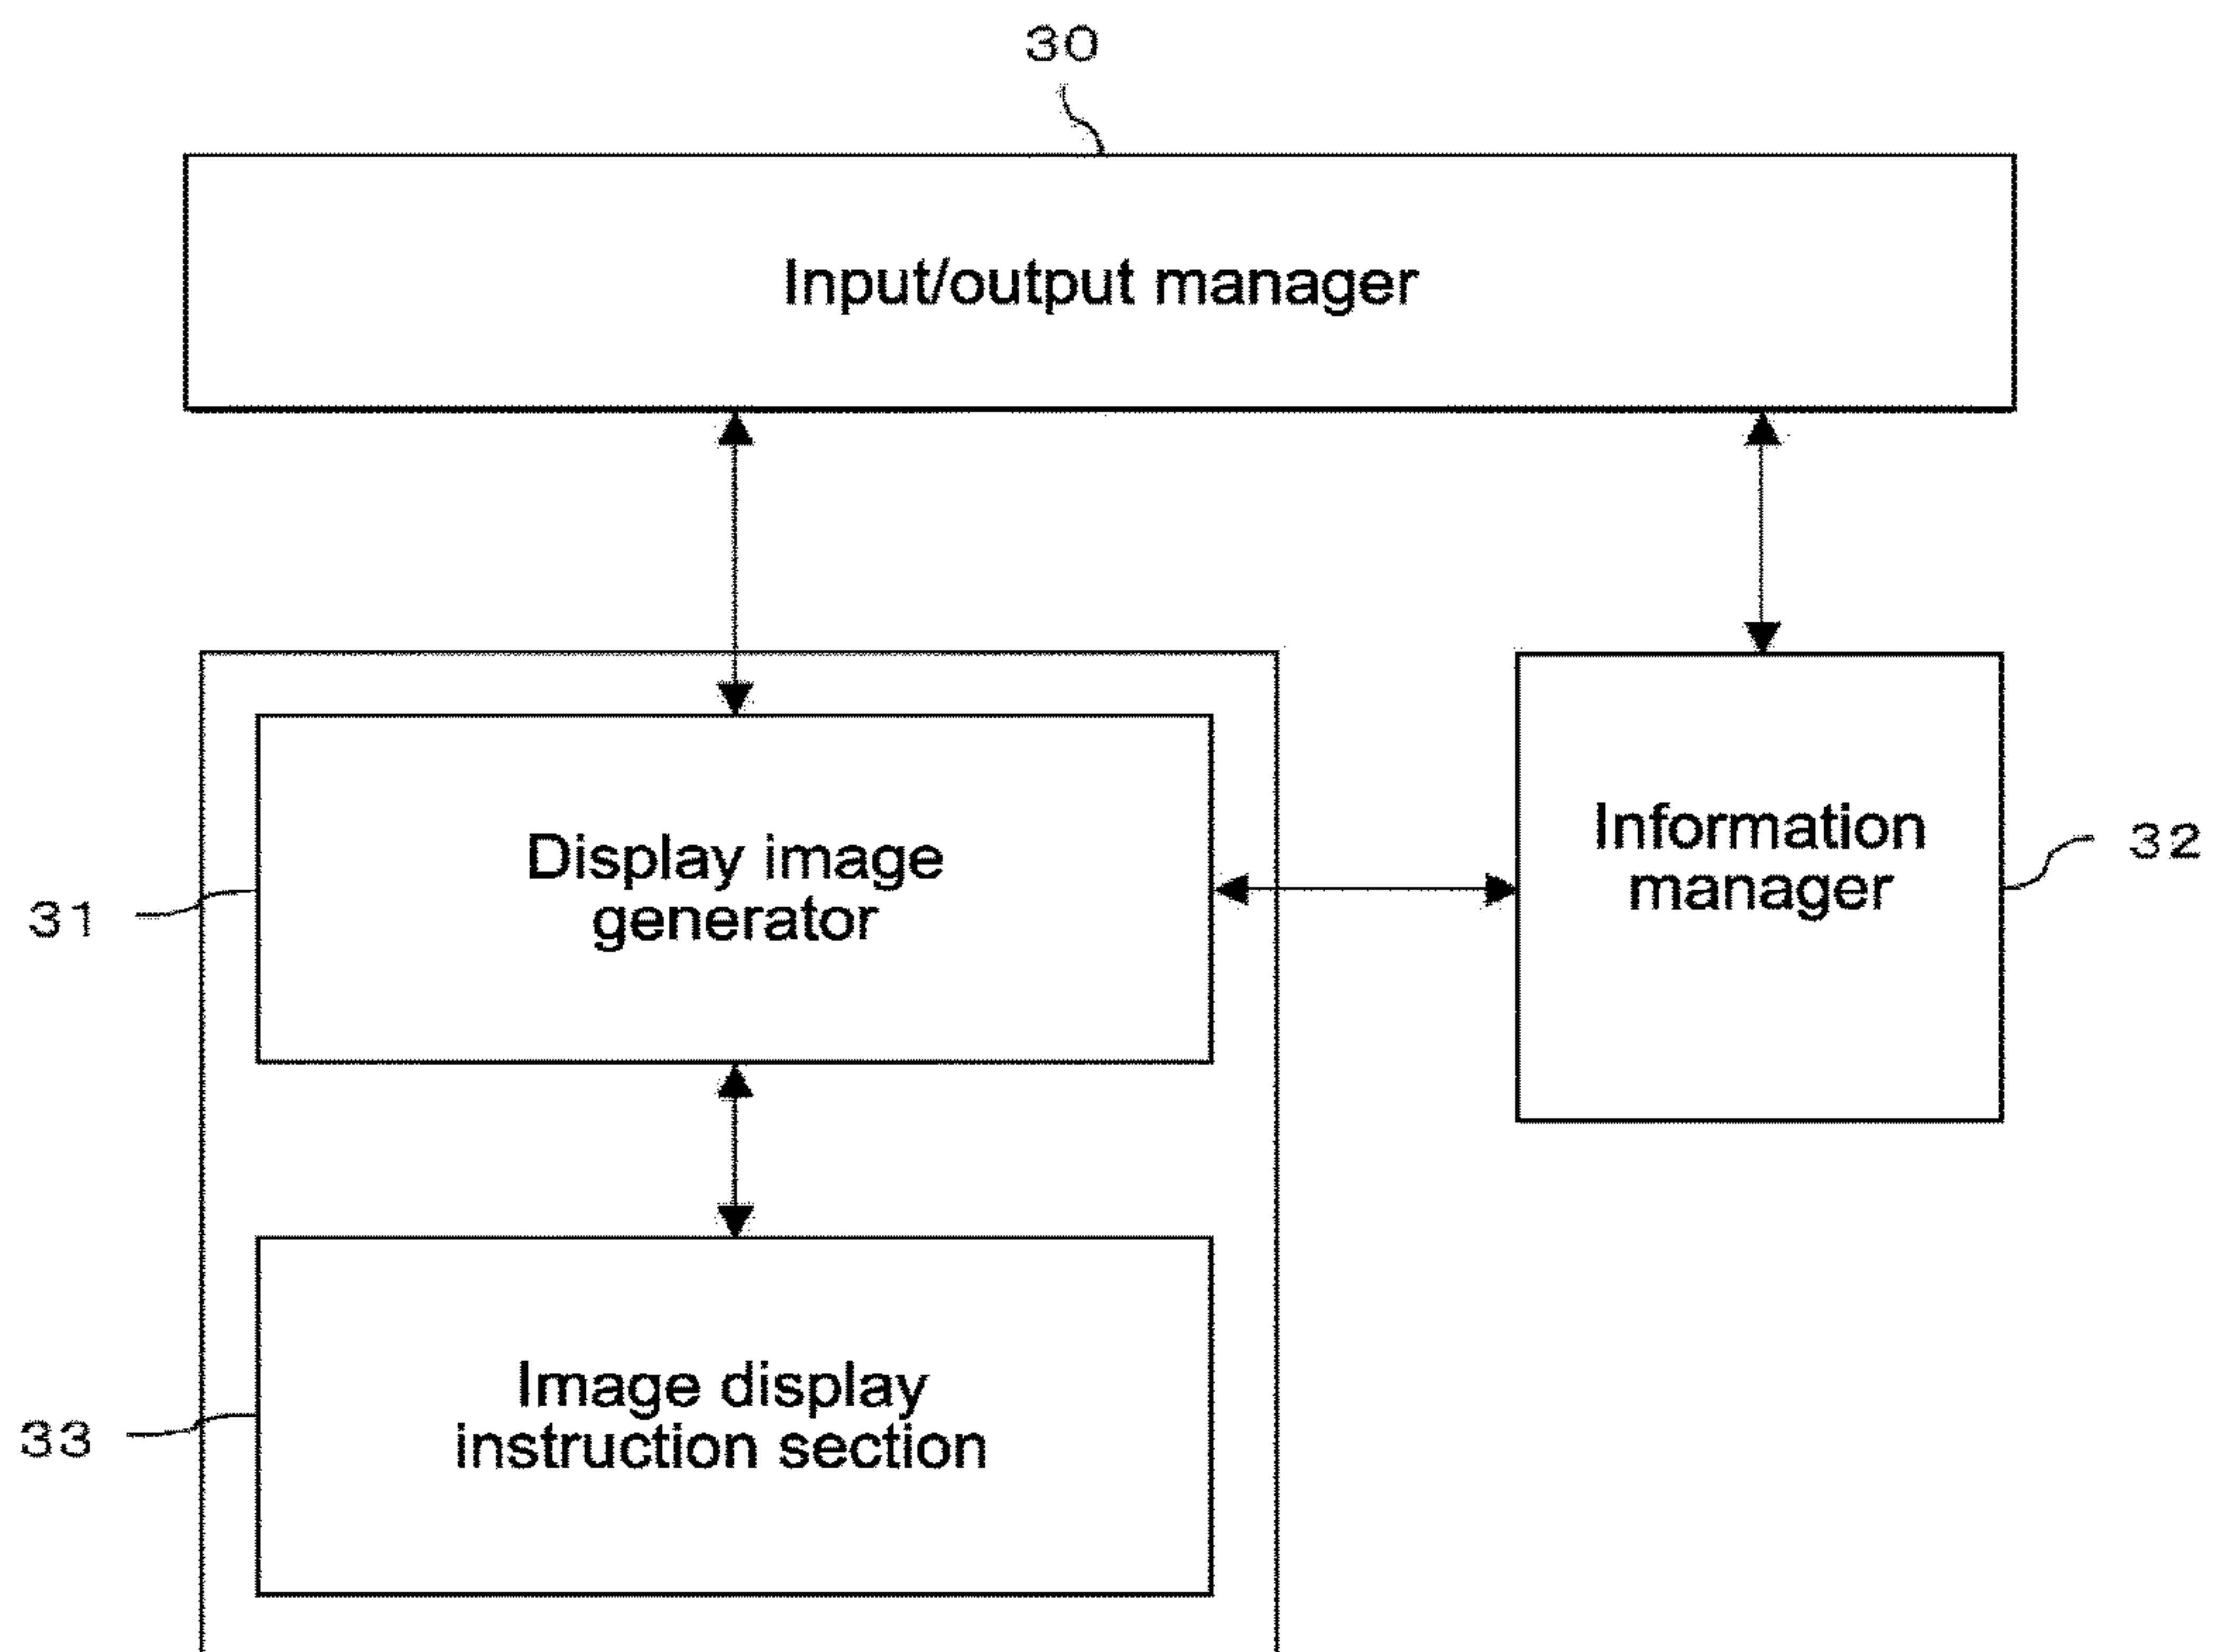 30
Input/output manager
Display image
generator
31
Information
manager
32
Image display
instruction section
33